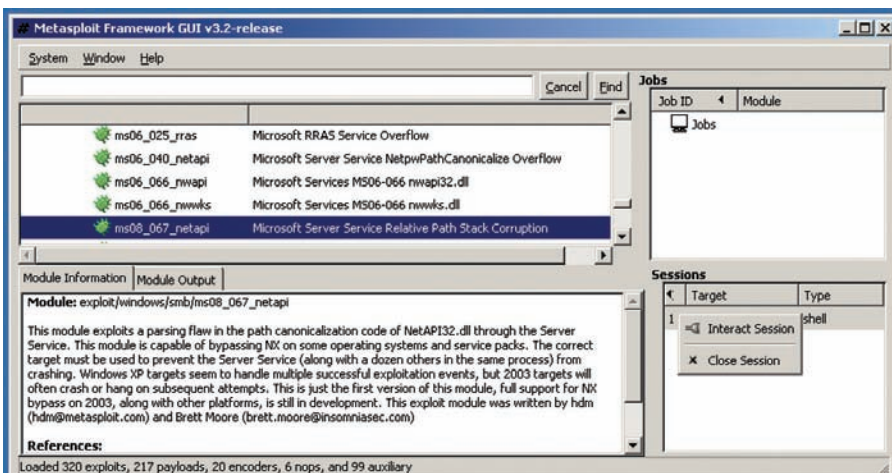 Metasploit Framework GUI v3.2-release
System Window Help
Cancel Find
ms06_025_rras Microsoft RRAS Service Overflow
ms06_040_netapi Microsoft Server Service NetpwPathCanonicalize Overflow
ms06_066_nwapi Microsoft Services MS06-066 nwapi32.dll
ms06_066_nwwks Microsoft Services MS06-066 nwwks.dll
ms08_067_netapi Microsoft Server Service Relative Path Stack Corruption
Jobs
Job ID Module
Jobs
Module Information Module Output
Module: exploit/windows/smb/ms08_067_netapi
This module exploits a parsing flaw in the path canonicalization code of NetAPI32.dll through the Server
Service. This module is capable of bypassing NX on some operating systems and service packs. The correct
target must be used to prevent the Server Service (along with a dozen others in the same process) from
crashing. Windows XP targets seem to handle multiple successful exploitation events, but 2003 targets will
often crash or hang on subsequent attempts. This is just the first version of this module, full support for NX
bypass on 2003, along with other platforms, is still in development. This exploit module was written by hdm
(hdm@metasploit.com) and Brett Moore (brett.moore@insomniasec.com)
References:
Sessions
Target Type
1 shell
Interact Session
Close Session
Loaded 320 exploits, 217 payloads, 20 encoders, 6 nops, and 99 auxiliary